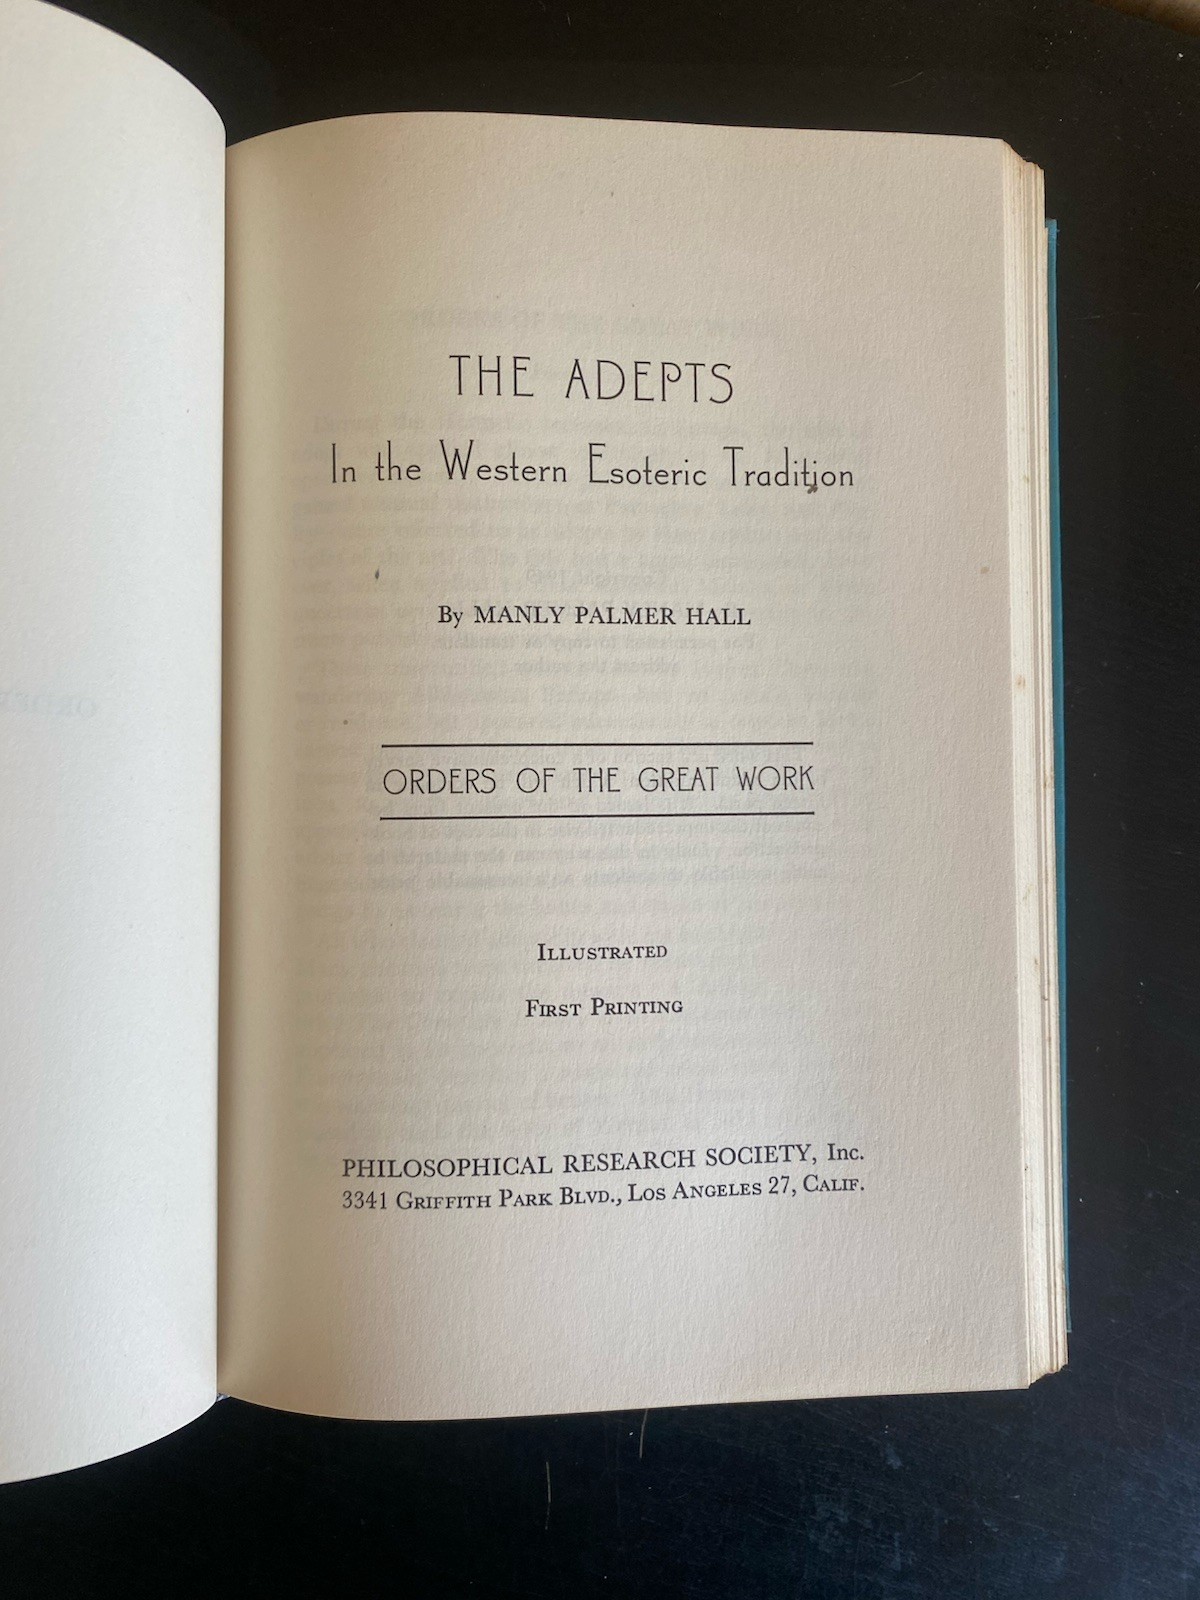 THE ADEPTS
In the Western Esoteric Tradition
By MANLY PALMER HALL
ORDERS OF THE GREAT WORK
ILLUSTRATED
FIRST PRINTING
PHILOSOPHICAL RESEARCH SOCIETY, Inc.
3341 GRIFFITH PARK BLVD., LOS ANGELES 27, CALIF.